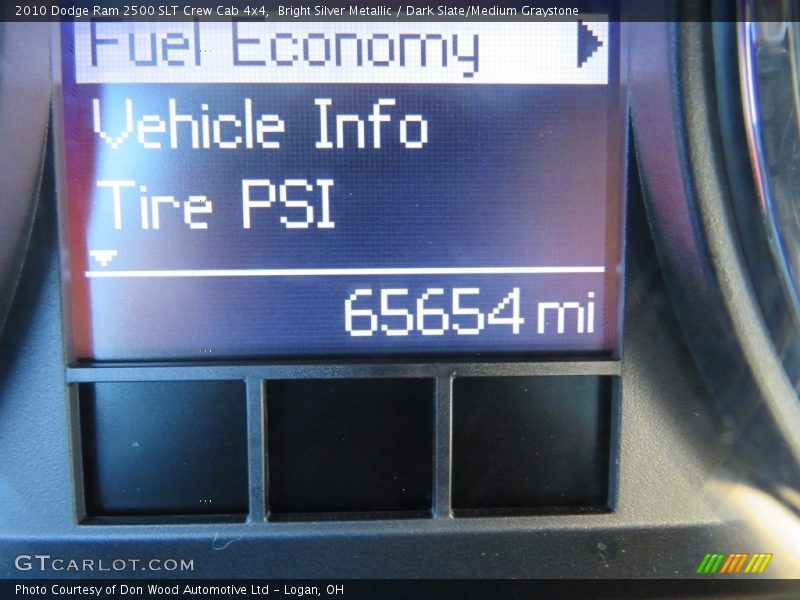 2010 Dodge Ram 2500 SLT Crew Cab 4x4, Bright Silver Metallic / Dark Slate/Medium Graystone
Fuel Economy
Vehicle Info
Tire PSI
65654 mi
GTCARLOT.COM
Photo Courtesy of Don Wood Automotive Ltd - Logan, OH